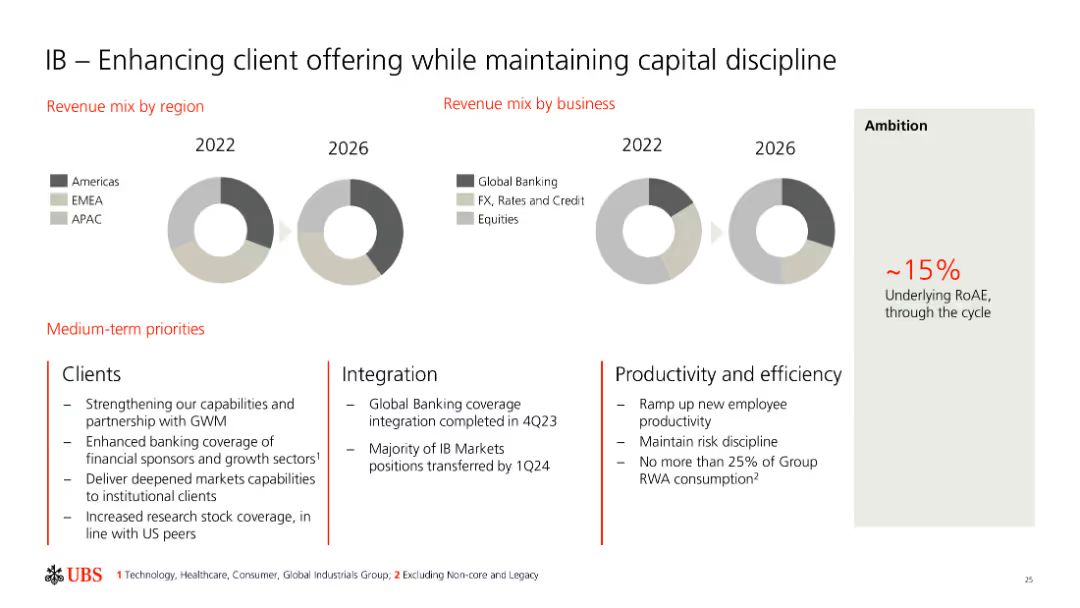 IB – Enhancing client offering while maintaining capital discipline
Revenue mix by region
2022
2026
Americas
EMEA
APAC
Revenue mix by business
2022
2026
Global Banking
FX, Rates and Credit
Equities
Ambition
~15%
Underlying RoAE,
through the cycle
Medium-term priorities
Clients
– Strengthening our capabilities and
partnership with GWM
– Enhanced banking coverage of
financial sponsors and growth sectors1
– Deliver deepened markets capabilities
to institutional clients
– Increased research stock coverage, in
line with US peers
Integration
– Global Banking coverage
integration completed in 4Q23
– Majority of IB Markets
positions transferred by 1Q24
Productivity and efficiency
– Ramp up new employee
productivity
– Maintain risk discipline
– No more than 25% of Group
RWA consumption2
UBS
1 Technology, Healthcare, Consumer, Global Industrials Group; 2 Excluding Non-core and Legacy
25